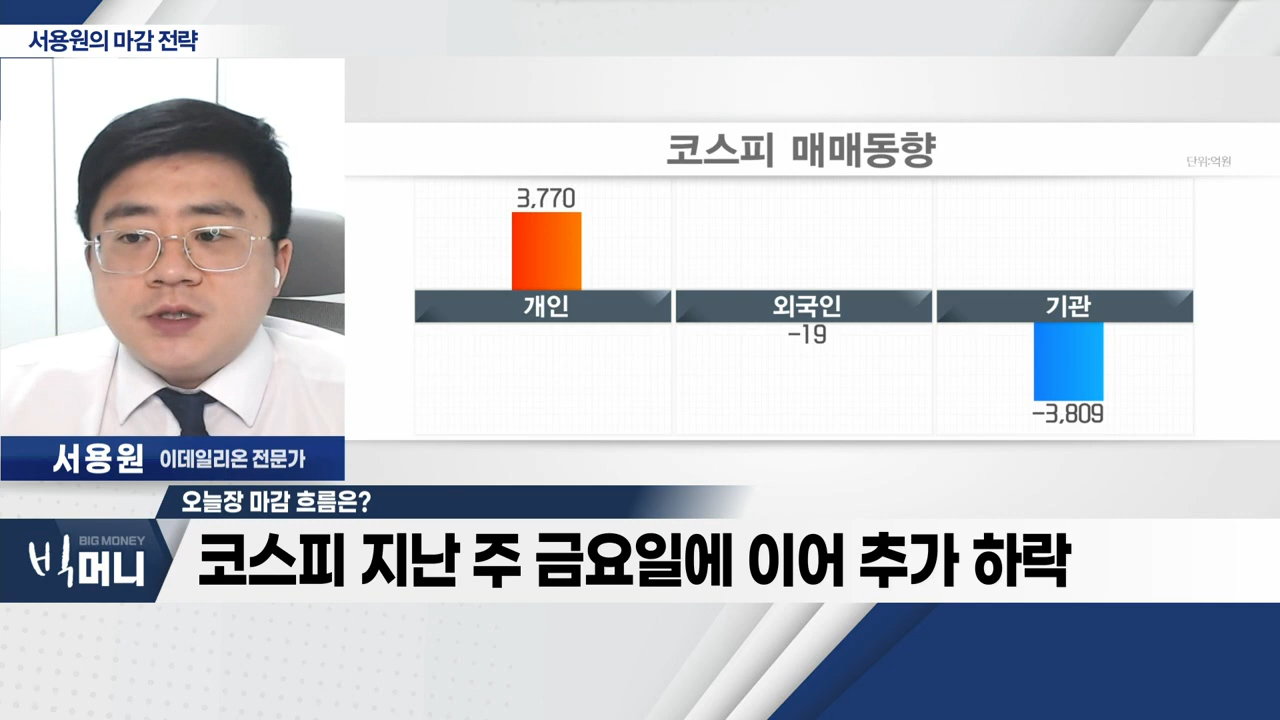 서용원의 마감 전략
코스피 매매동향
단위:억원
3,770
개인
외국인
기관
-19
-3,809
서용원 이데일리온 전문가
오늘장 마감 흐름은?
BIG MONEY
빅머니
코스피 지난 주 금요일에 이어 추가 하락